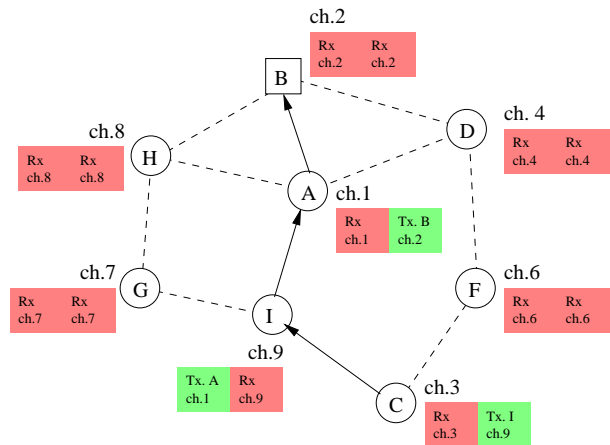 ch.2
Rx Rx
ch.2 ch.2
B
ch. 4
D
Rx Rx
ch.4 ch.4
ch.8
H
Rx Rx
ch.8 ch.8
A
ch.1
Rx Tx. B
ch.1 ch.2
ch.7
G
Rx Rx
ch.7 ch.7
ch.6
F
Rx Rx
ch.6 ch.6
I
ch.9
Tx. A Rx
ch.1 ch.9
C
ch.3
Rx Tx. I
ch.3 ch.9